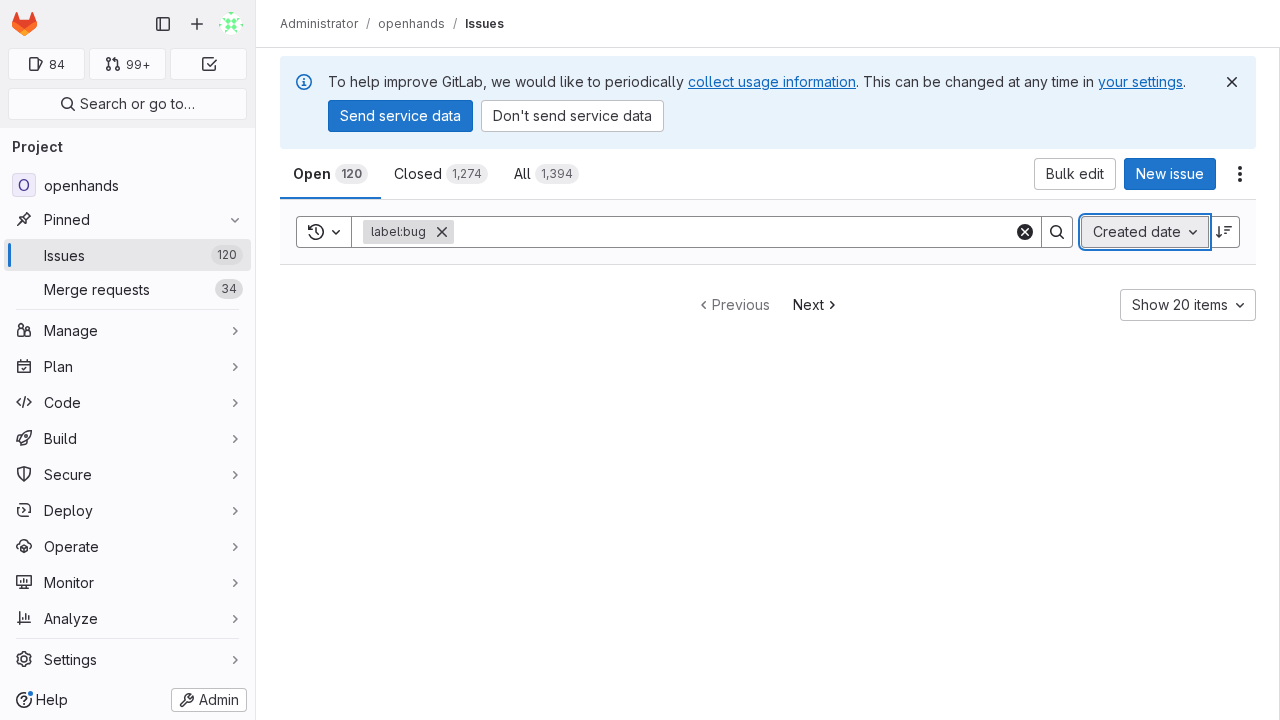 Administrator / openhands / Issues
84
99+
Search or go to…
Project
O openhands
Pinned
Issues 120
Merge requests 34
Manage
Plan
Code
Build
Secure
Deploy
Operate
Monitor
Analyze
Settings
Help
Admin
To help improve GitLab, we would like to periodically collect usage information. This can be changed at any time in your settings.
Send service data
Don't send service data
Open 120
Closed 1,274
All 1,394
Bulk edit
New issue
label:bug
Created date
Previous
Next
Show 20 items